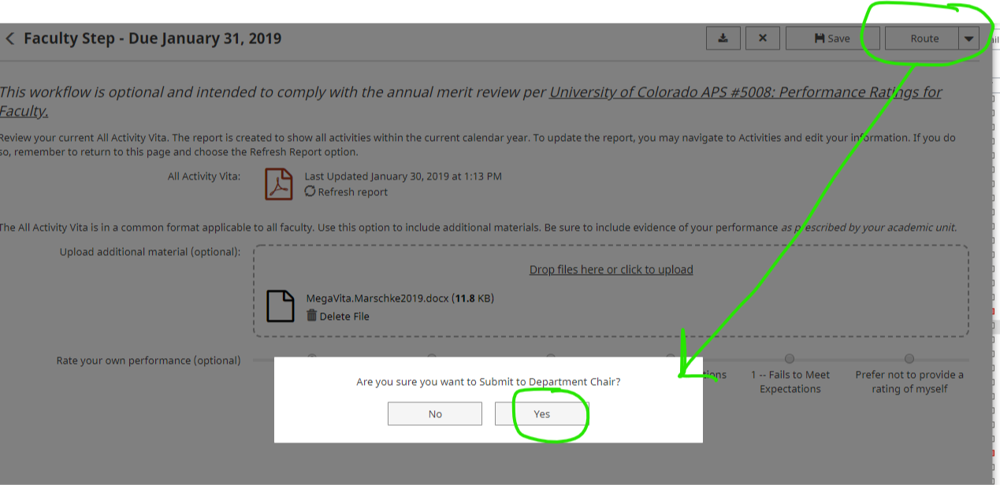 Faculty Step - Due January 31, 2019
Save
Route
This workflow is optional and intended to comply with the annual merit review per University of Colorado APS #5008: Performance Ratings for
Faculty.
Review your current All Activity Vita. The report is created to show all activities within the current calendar year. To update the report, you may navigate to Activities and edit your information. If you do
so, remember to return to this page and choose the Refresh Report option.
All Activity Vita:
Last Updated January 30, 2019 at 1:13 PM
Refresh report
The All Activity Vita is in a common format applicable to all faculty. Use this option to include additional materials. Be sure to include evidence of your performance as prescribed by your academic unit.
Upload additional material (optional):
Drop files here or click to upload
MegaVita.Marschke2019.docx (11.8 KB)
Delete File
Rate your own performance (optional)
1 -- Fails to Meet
Expectations
Prefer not to provide a
rating of myself
Are you sure you want to Submit to Department Chair?
No
Yes